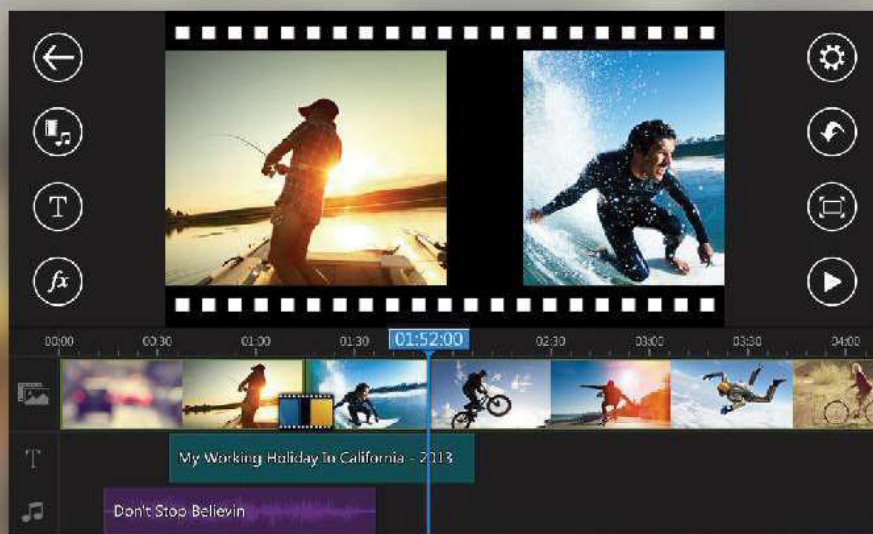 T
fx
00:00 00:30 01:00 01:30 01:52:00 02:30 03:00 03:30 04:00
T
My Working Holiday In California - 2013
Don't Stop Believin